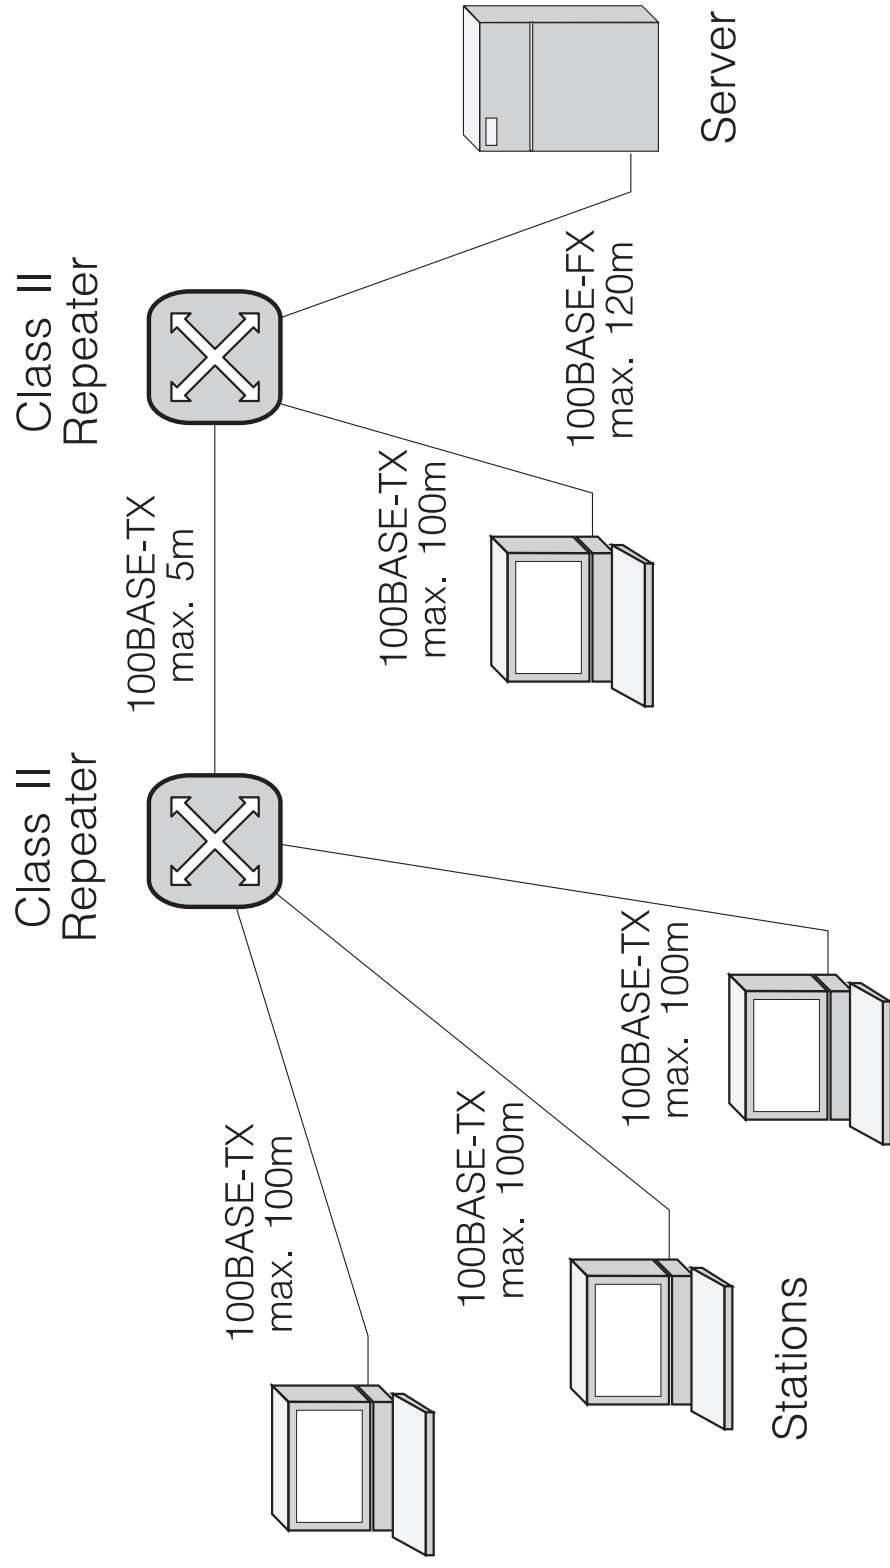 Class II
Repeater
100BASE-TX
max. 5m
Class II
Repeater
100BASE-TX
max. 100m
100BASE-TX
max. 100m
100BASE-TX
max. 100m
100BASE-TX
max. 100m
100BASE-FX
max. 120m
Stations
Server